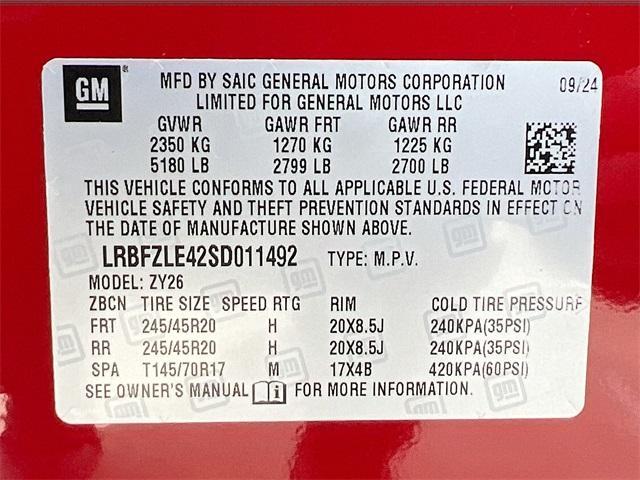 GM
MFD BY SAIC GENERAL MOTORS CORPORATION 09/24
LIMITED FOR GENERAL MOTORS LLC
GVWR GAWR FRT GAWR RR
2350 KG 1270 KG 1225 KG
5180 LB 2799 LB 2700 LB
THIS VEHICLE CONFORMS TO ALL APPLICABLE U.S. FEDERAL MOTOR
VEHICLE SAFETY AND THEFT PREVENTION STANDARDS IN EFFECT ON
THE DATE OF MANUFACTURE SHOWN ABOVE.
LRBFZLE42SD011492 TYPE: M.P.V.
MODEL: ZY26
ZBCN TIRE SIZE SPEED RTG RIM COLD TIRE PRESSURE
FRT 245/45R20 H 20X8.5J 240KPA(35PSI)
RR 245/45R20 H 20X8.5J 240KPA(35PSI)
SPA T145/70R17 M 17X4B 420KPA(60PSI)
SEE OWNER'S MANUAL i FOR MORE INFORMATION.